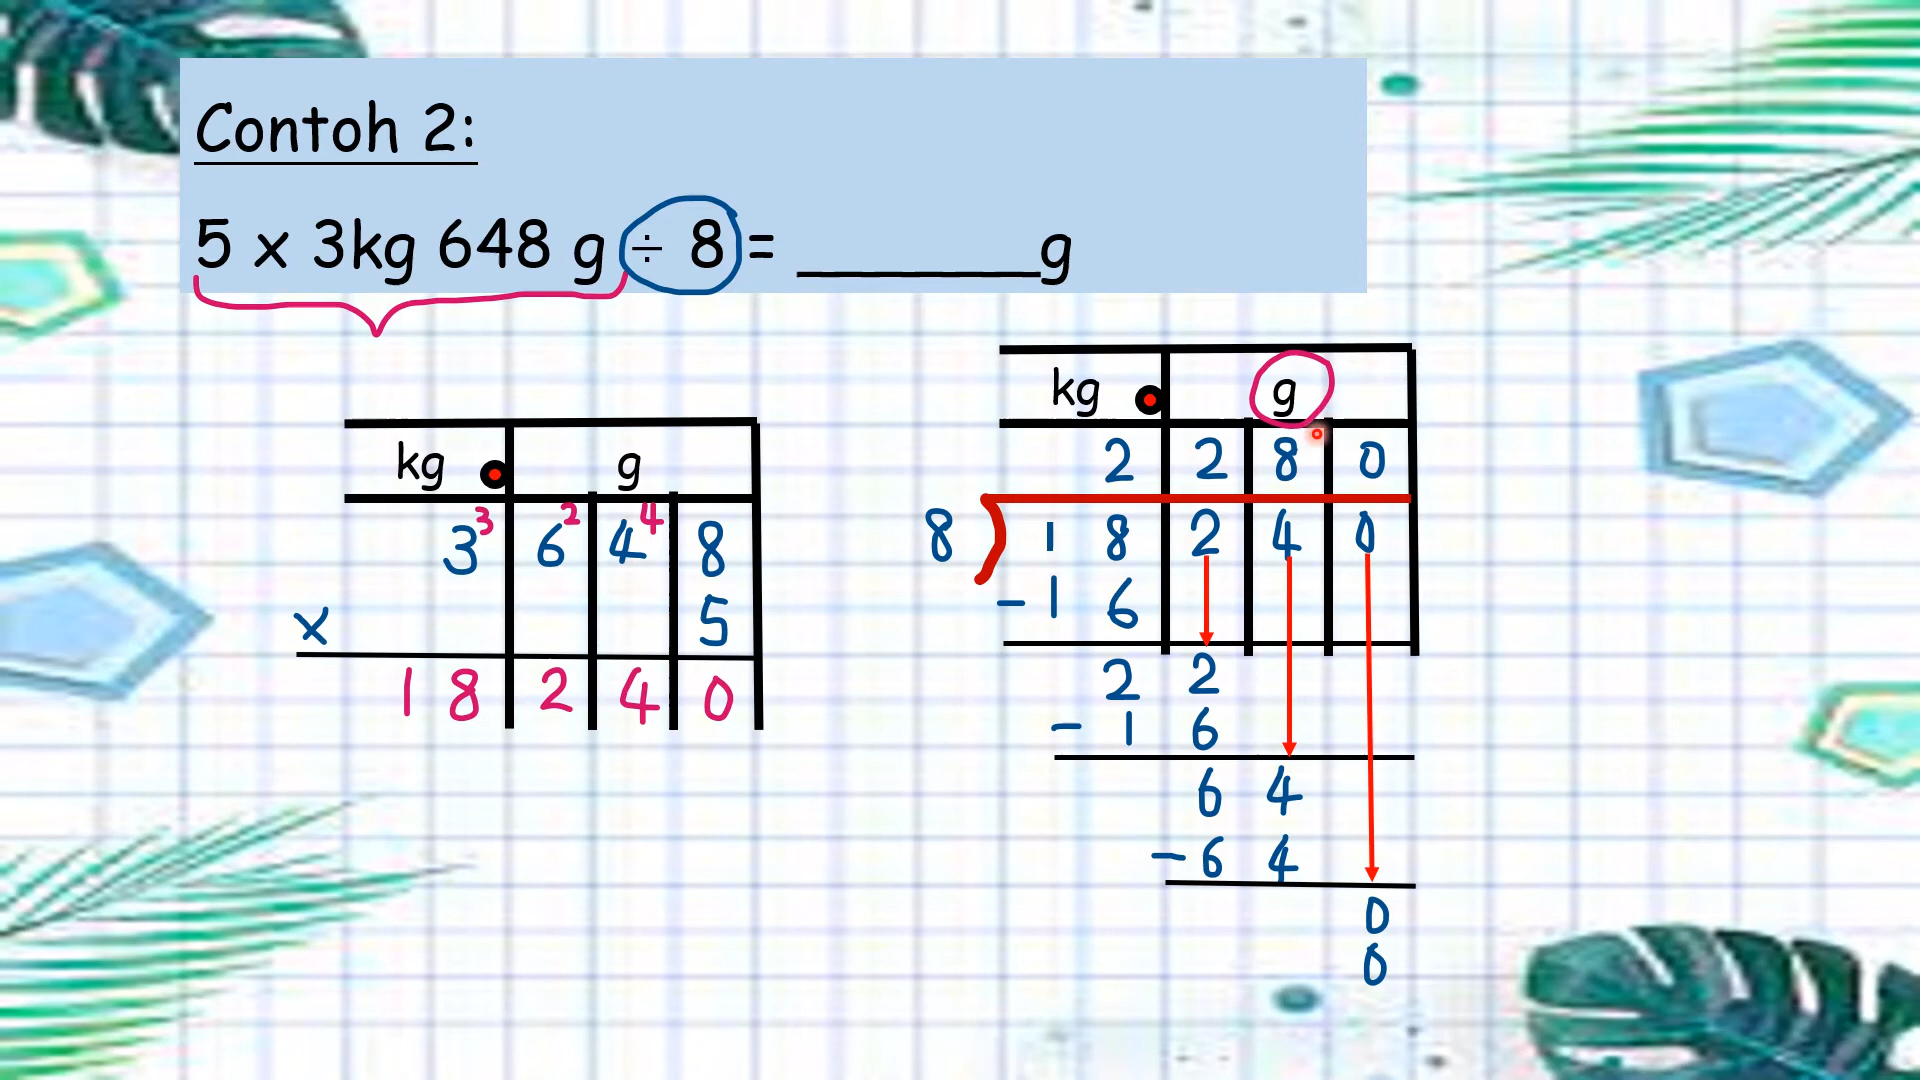 Contoh 2:
5 x 3kg 648 g ÷ 8 = ______g
kg g
3 3 6 2 4 4 8
x 5
1 8 2 4 0
kg g
2 2 8 0
8 1 8 2 4 0
- 1 6
2 2
- 1 6
6 4
- 6 4
0
0